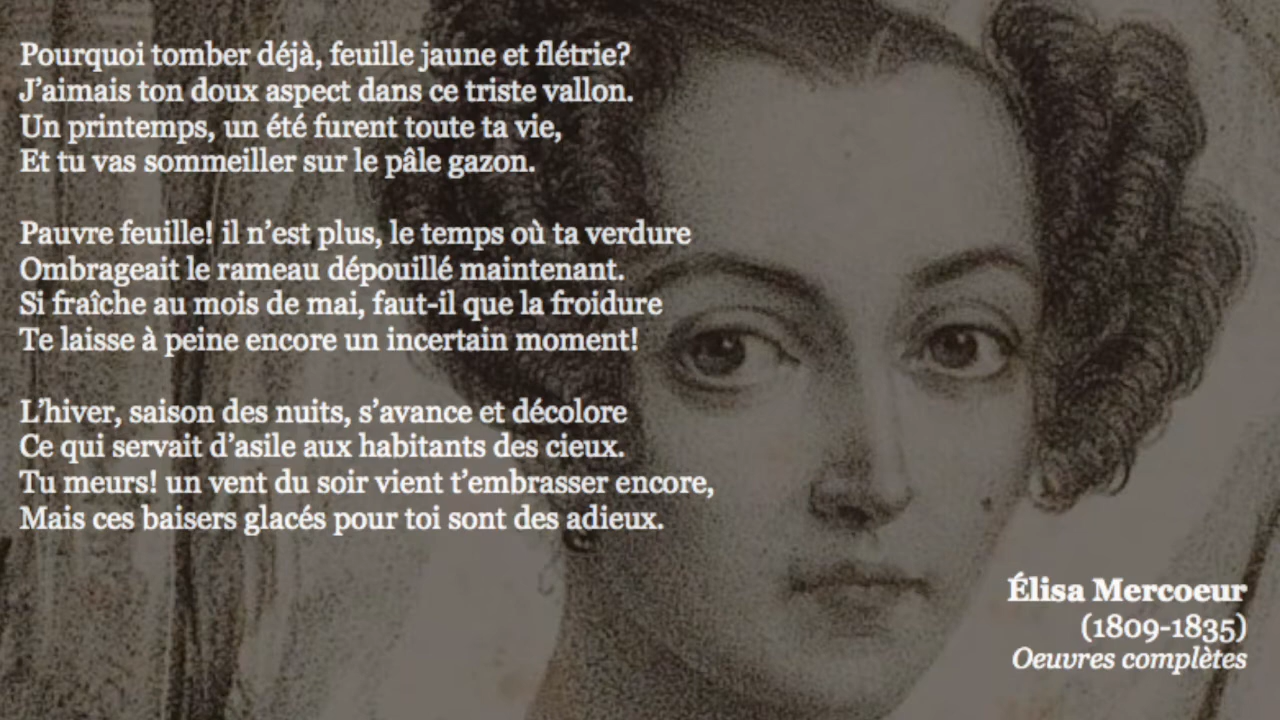 Pourquoi tomber déjà, feuille jaune et flétrie?
J’aimais ton doux aspect dans ce triste vallon.
Un printemps, un été furent toute ta vie,
Et tu vas sommeiller sur le pâle gazon.
Pauvre feuille! il n’est plus, le temps où ta verdure
Ombrageait le rameau dépouillé maintenant.
Si fraîche au mois de mai, faut-il que la froidure
Te laisse à peine encore un incertain moment!
L’hiver, saison des nuits, s’avance et décolore
Ce qui servait d’asile aux habitants des cieux.
Tu meurs! un vent du soir vient t’embrasser encore,
Mais ces baisers glacés pour toi sont des adieux.
Élisa Mercoeur
(1809-1835)
Oeuvres complètes